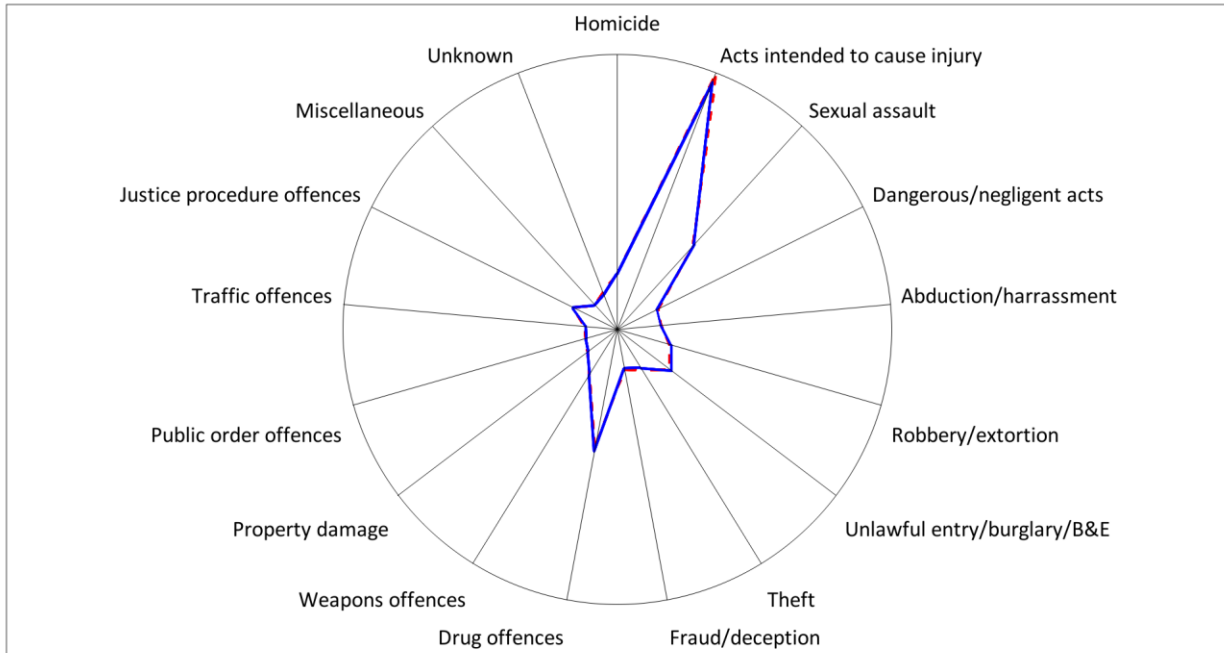 Homicide
Acts intended to cause injury
Sexual assault
Dangerous/negligent acts
Abduction/harrassment
Robbery/extortion
Unlawful entry/burglary/B&E
Theft
Fraud/deception
Drug offences
Weapons offences
Property damage
Public order offences
Traffic offences
Justice procedure offences
Miscellaneous
Unknown